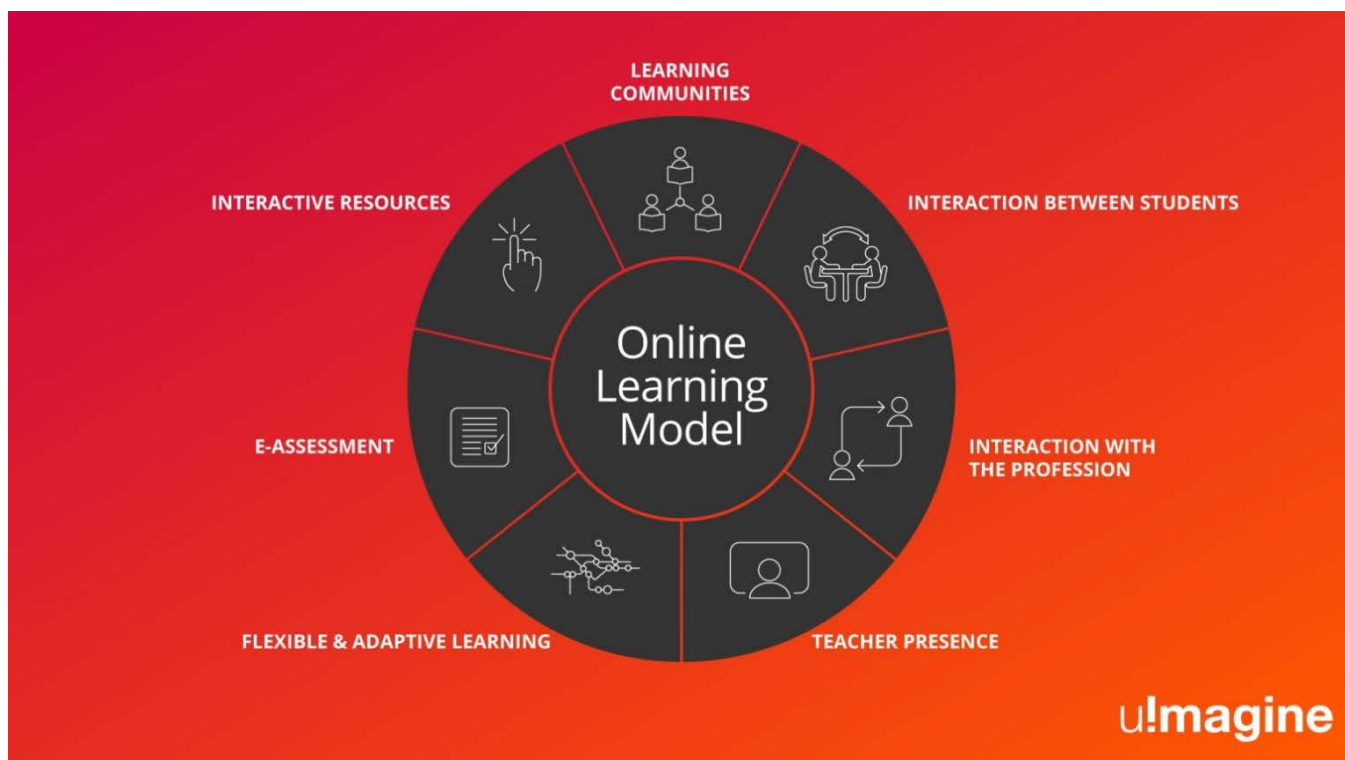 LEARNING
COMMUNITIES
INTERACTIVE RESOURCES
INTERACTION BETWEEN STUDENTS
Online
Learning
Model
E-ASSESSMENT
INTERACTION WITH
THE PROFESSION
FLEXIBLE & ADAPTIVE LEARNING
TEACHER PRESENCE
u!magine